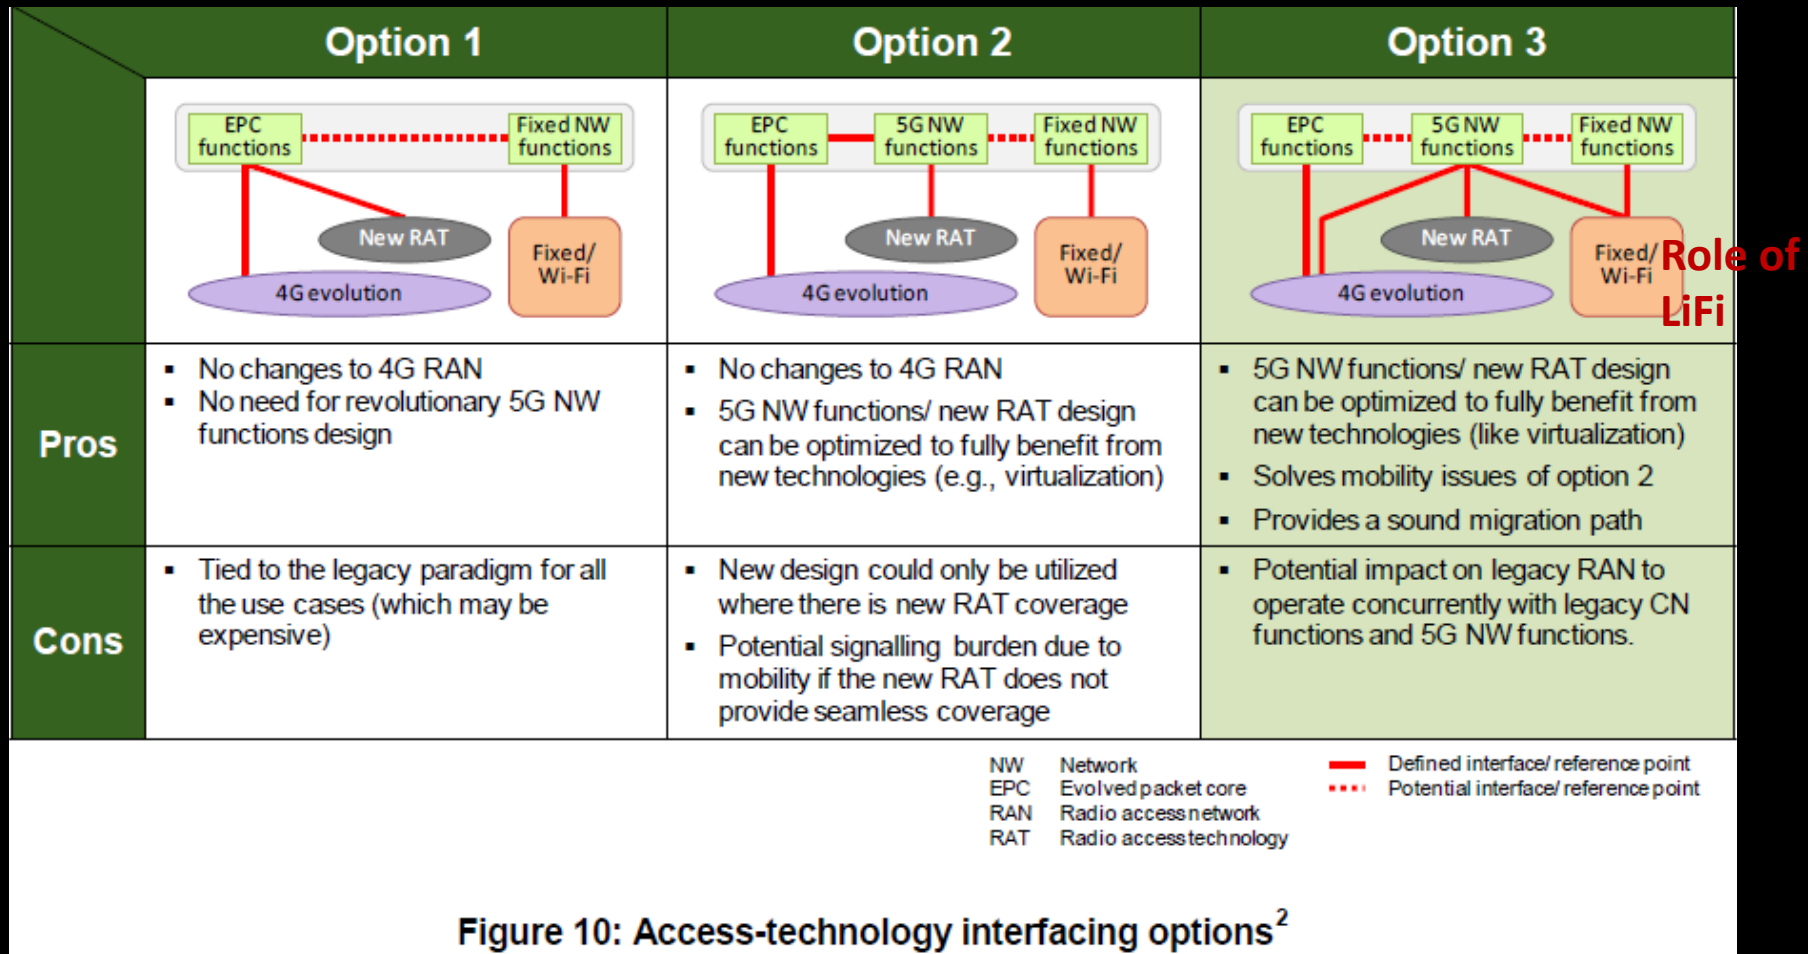 Option 1
Option 2
Option 3
EPC
functions
Fixed NW
functions
New RAT
4G evolution
Fixed/
Wi-Fi
EPC
functions
5G NW
functions
Fixed NW
functions
New RAT
4G evolution
Fixed/
Wi-Fi
EPC
functions
5G NW
functions
Fixed NW
functions
New RAT
4G evolution
Fixed/
Wi-Fi
Role of
LiFi
Pros
▪ No changes to 4G RAN
▪ No need for revolutionary 5G NW
functions design
▪ No changes to 4G RAN
▪ 5G NW functions/ new RAT design
can be optimized to fully benefit from
new technologies (e.g., virtualization)
▪ 5G NW functions/ new RAT design
can be optimized to fully benefit from
new technologies (like virtualization)
▪ Solves mobility issues of option 2
▪ Provides a sound migration path
Cons
▪ Tied to the legacy paradigm for all
the use cases (which may be
expensive)
▪ New design could only be utilized
where there is new RAT coverage
▪ Potential signalling burden due to
mobility if the new RAT does not
provide seamless coverage
▪ Potential impact on legacy RAN to
operate concurrently with legacy CN
functions and 5G NW functions.
NW Network
EPC Evolved packet core
RAN Radio access network
RAT Radio access technology
Defined interface/ reference point
Potential interface/ reference point
Figure 10: Access-technology interfacing options2